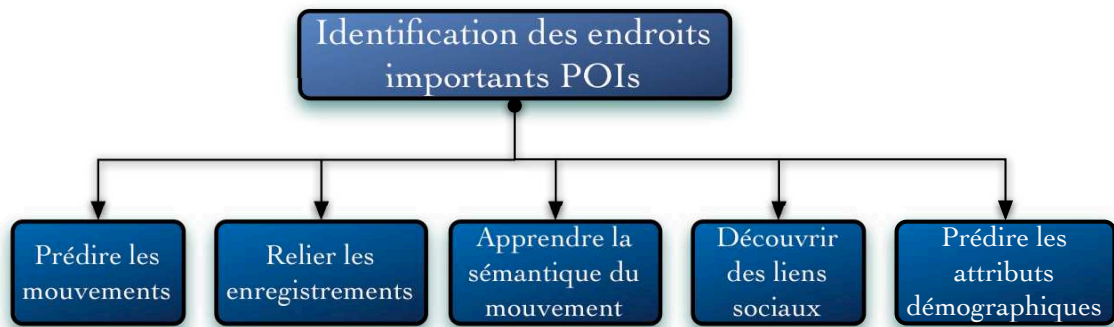 Identification des endroits
importants POIs
Prédire les
mouvements
Relier les
enregistrements
Apprendre la
sémantique du
mouvement
Découvrir
des liens
sociaux
Prédire les
attributs
démographiques